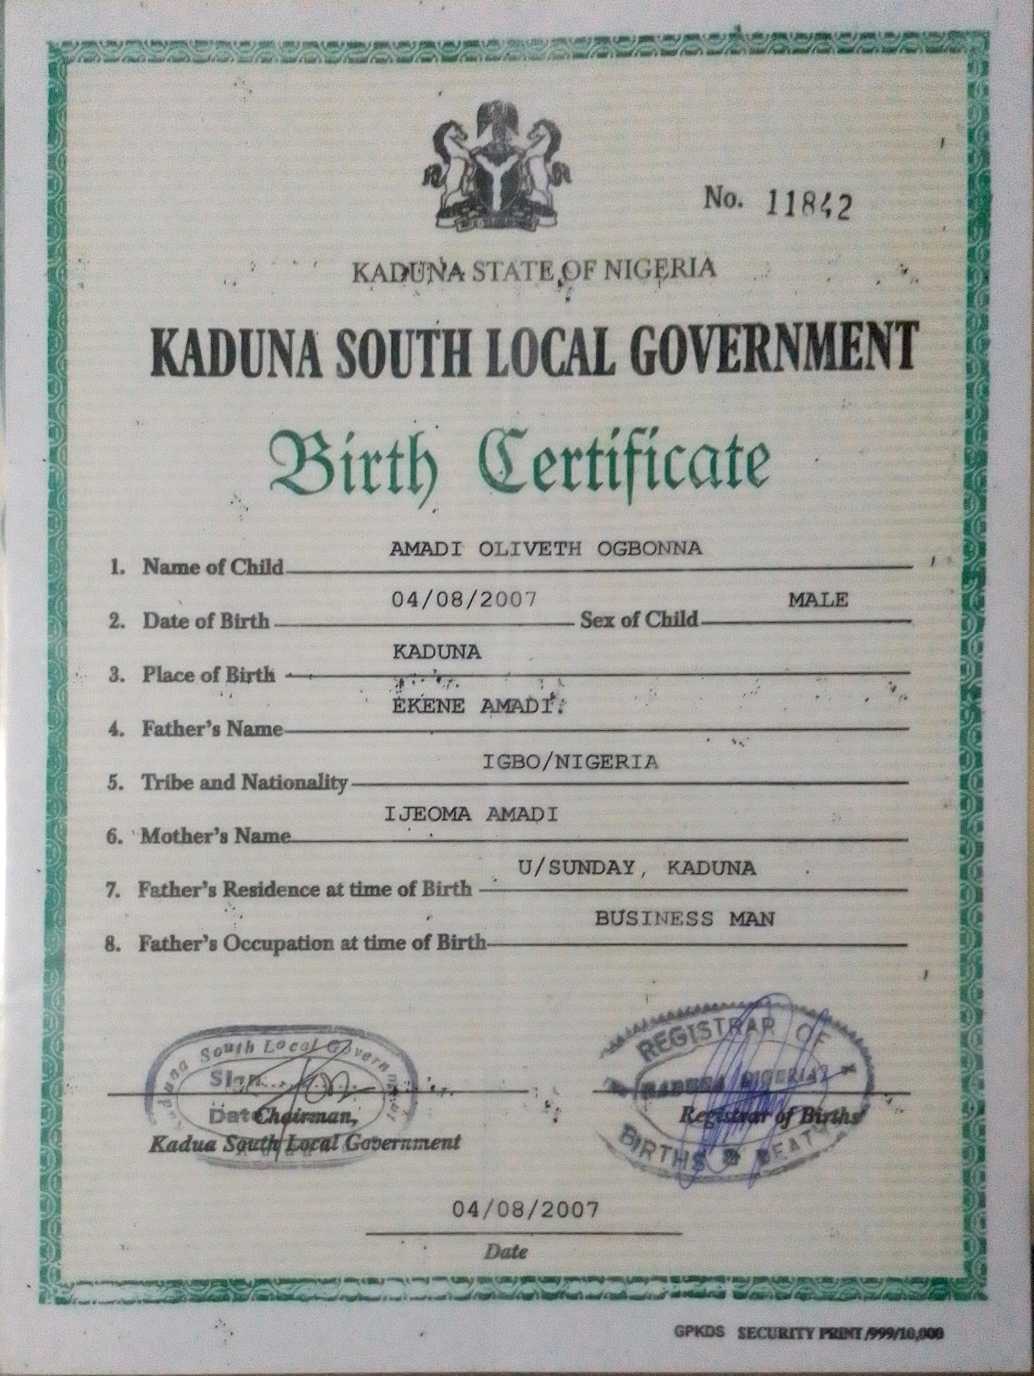 No. 11842
KADUNA STATE OF NIGERIA
KADUNA SOUTH LOCAL GOVERNMENT
Birth Certificate
1. Name of Child AMADI OLIVETH OGBONNA
2. Date of Birth 04/08/2007 Sex of Child MALE
3. Place of Birth KADUNA
4. Father's Name EKENE AMADI.
5. Tribe and Nationality IGBO/NIGERIA
6. Mother's Name IJEOMA AMADI
7. Father's Residence at time of Birth U/SUNDAY, KADUNA
8. Father's Occupation at time of Birth BUSINESS MAN
Kaduna South Local Government
Sign
Date
Chairman,
Kadua South Local Government
REGISTRAR OF
KADUNA NIGERIA
BIRTHS &
Registrar of Births
04/08/2007
Date
GPKDS SECURITY PRINT /999/10,000